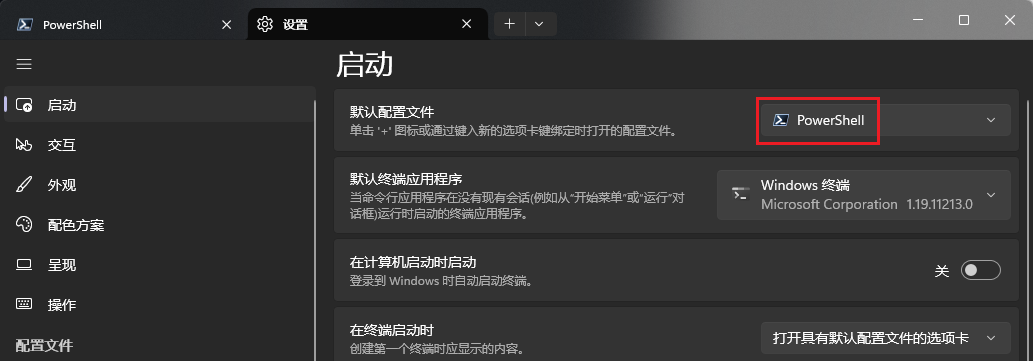 PowerShell
设置
启动
启动
默认配置文件
PowerShell
单击 '+' 图标或通过键入新的选项卡键绑定时打开的配置文件。
交互
外观
默认终端应用程序
Windows 终端
当命令行应用程序在没有现有会话(例如从“开始菜单”或“运行”对
话框)运行时启动的终端应用程序。
Microsoft Corporation 1.19.11213.0
配色方案
呈现
在计算机启动时启动
关
登录到 Windows 时自动启动终端。
操作
在终端启动时
打开具有默认配置文件的选项卡
创建第一个终端时应显示的内容。
配置文件